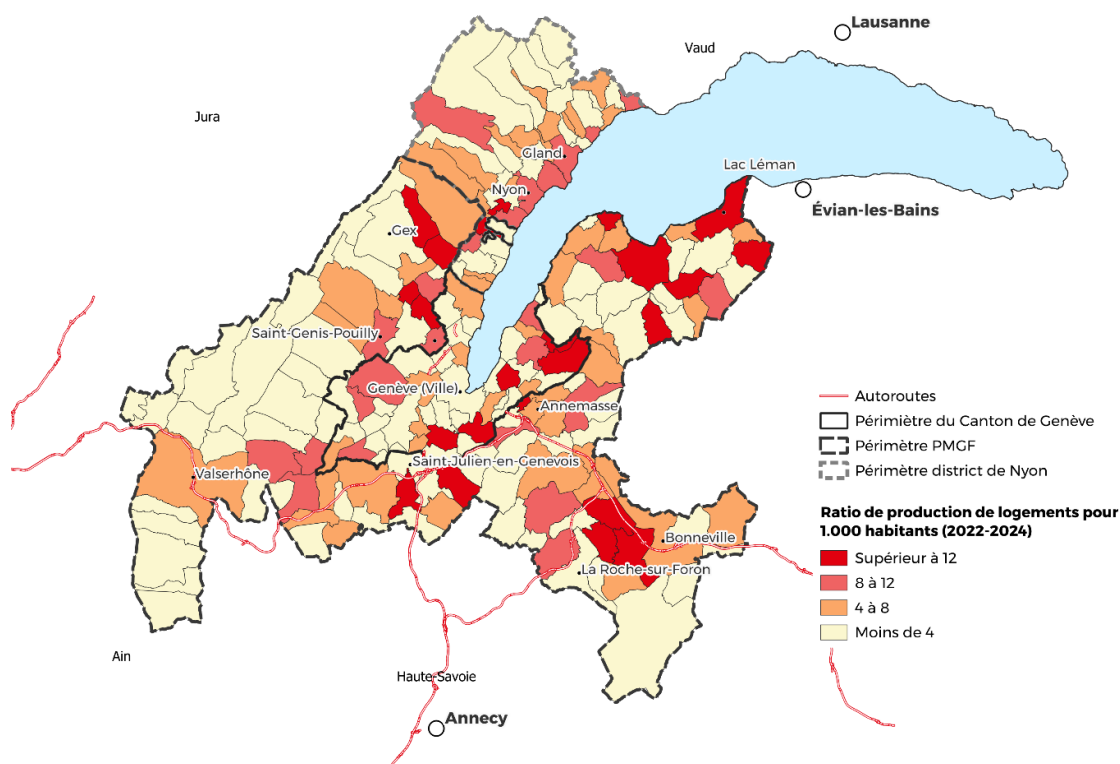 Lausanne
Vaud
Jura
Gland
Lac Léman
Nyon
Évian-les-Bains
Gex
Saint-Genis-Pouilly
Genève (Ville)
Annemasse
Saint-Julien-en-Genevois
Valserhône
Bonneville
La Roche-sur-Foron
Ain
Haute-Savoie
Annecy
Autoroutes
Périmiètre du Canton de Genève
Périmètre PMGF
Périmètre district de Nyon
Ratio de production de logements pour
1.000 habitants (2022-2024)
Supérieur à 12
8 à 12
4 à 8
Moins de 4